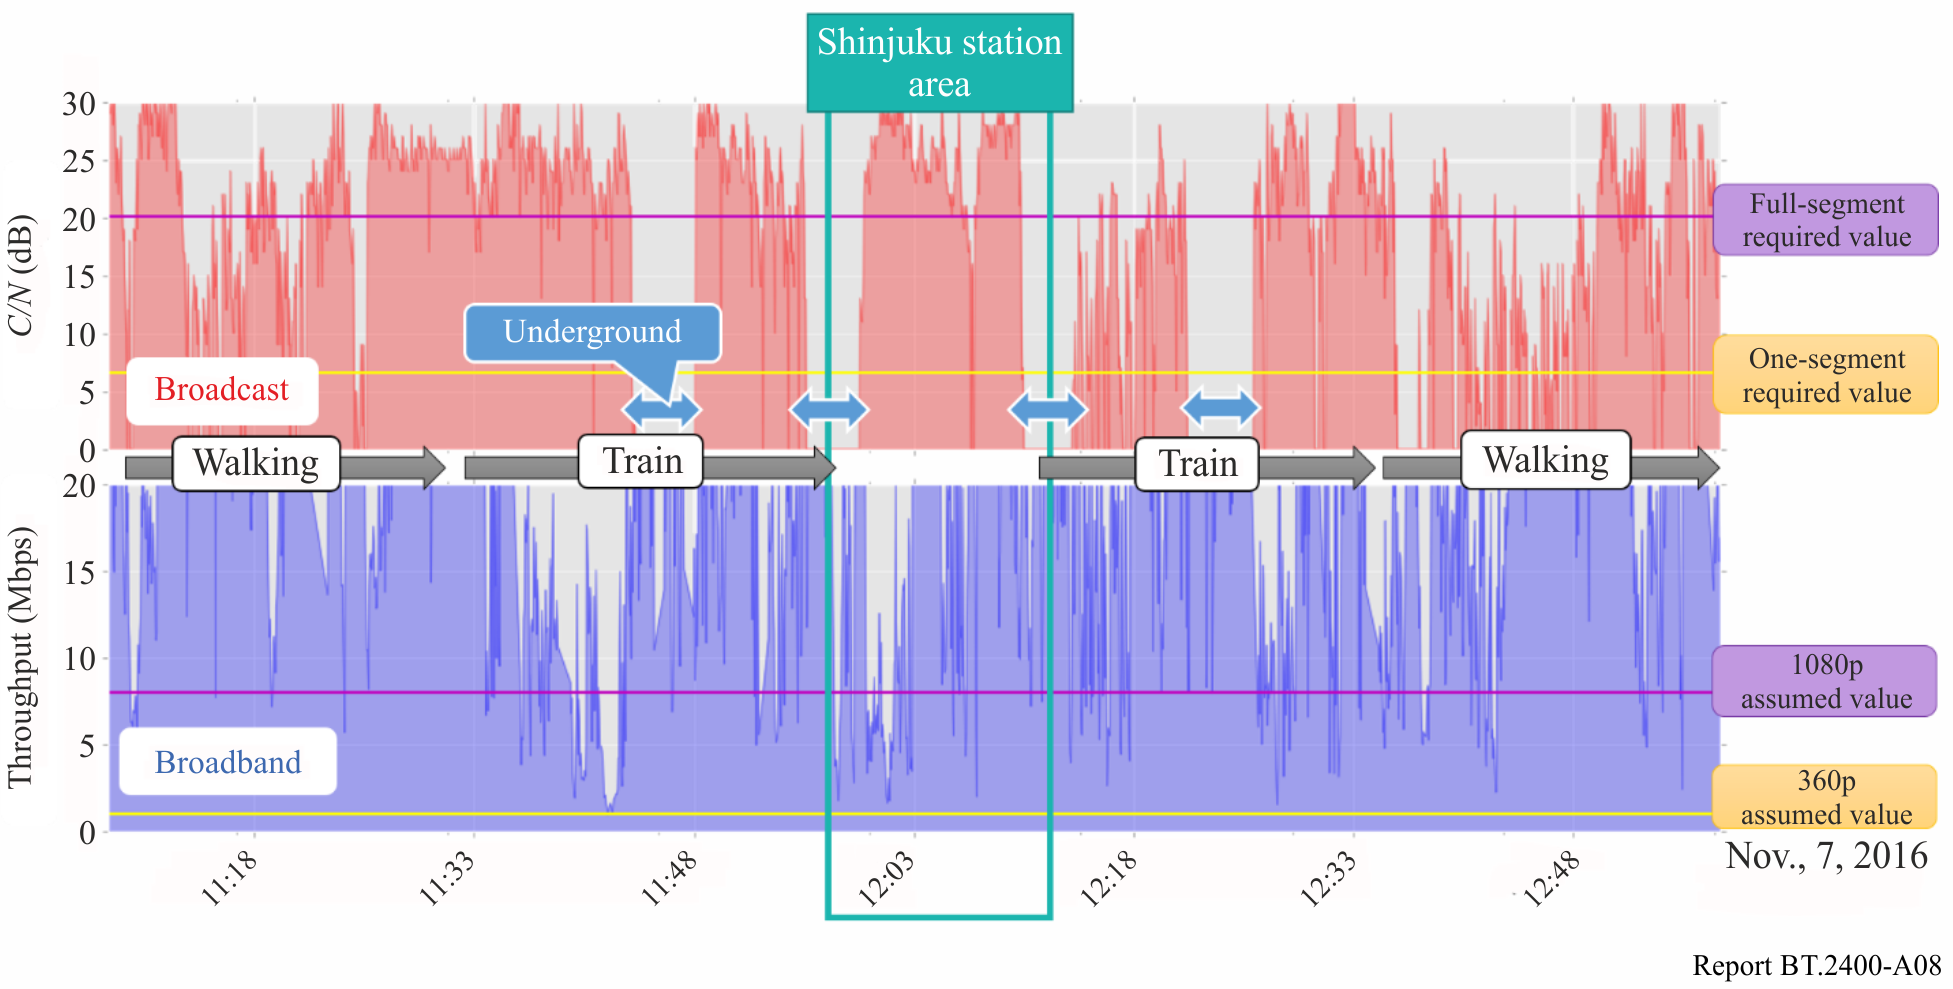 Shinjuku station
area
30
25
20
15
10
5
0
C/N (dB)
Full-segment
required value
Underground
One-segment
required value
Broadcast
Walking
Train
Train
Walking
20
15
10
5
0
Throughput (Mbps)
1080p
assumed value
Broadband
360p
assumed value
11:18
11:33
11:48
12:03
12:18
12:33
12:48
Nov., 7, 2016
Report BT.2400-A08